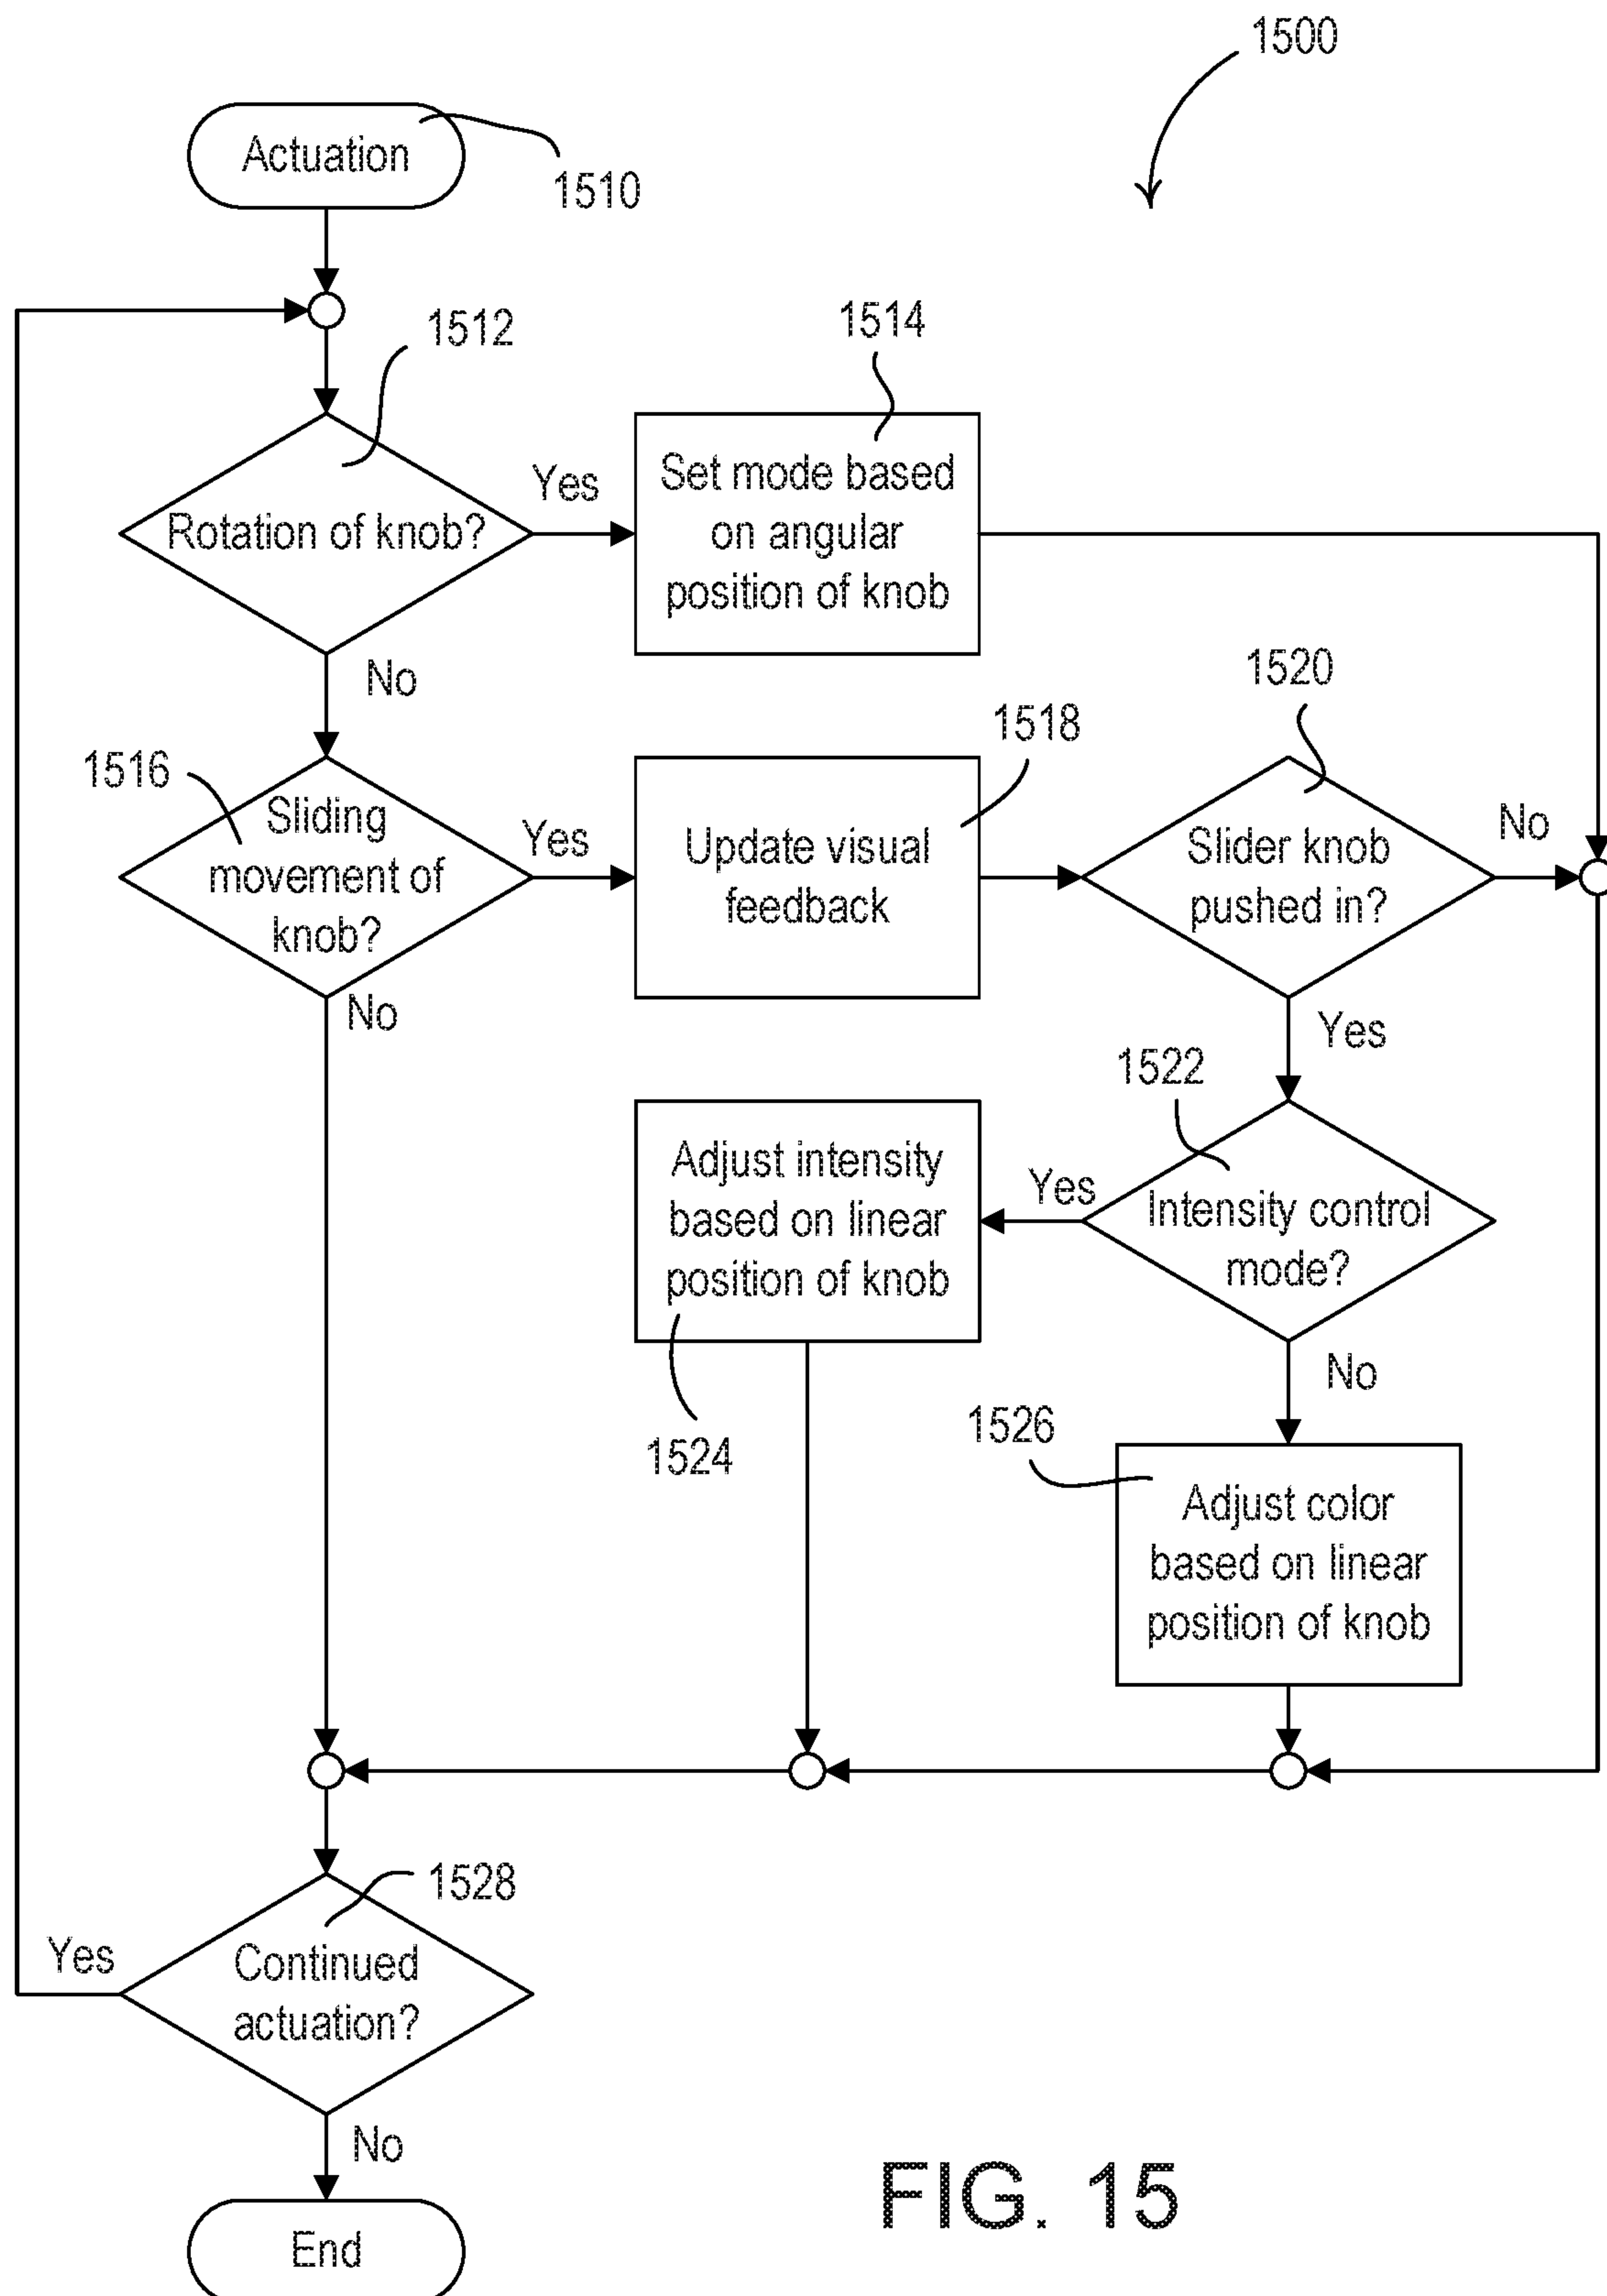 1500
Actuation
1510
1512
1514
Rotation of knob?
Yes
Set mode based
on angular
position of knob
No
1516
Sliding
movement of
knob?
Yes
1518
Update visual
feedback
1520
Slider knob
pushed in?
No
No
Yes
1522
Intensity control
mode?
Yes
Adjust intensity
based on linear
position of knob
1524
No
1526
Adjust color
based on linear
position of knob
1528
Continued
actuation?
Yes
No
End
FIG. 15